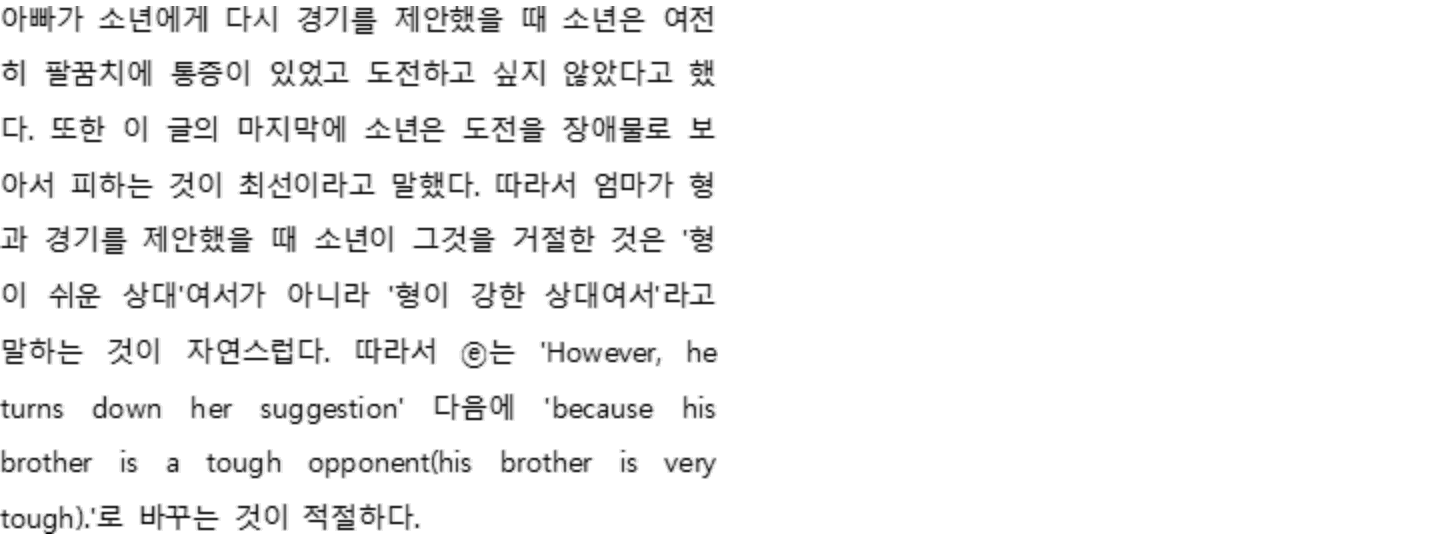 아빠가 소년에게 다시 경기를 제안했을 때 소년은 여전
히 팔꿈치에 통증이 있었고 도전하고 싶지 않았다고 했
다. 또한 이 글의 마지막에 소년은 도전을 장애물로 보
아서 피하는 것이 최선이라고 말했다. 따라서 엄마가 형
과 경기를 제안했을 때 소년이 그것을 거절한 것은 '형
이 쉬운 상대'여서가 아니라 '형이 강한 상대여서'라고
말하는 것이 자연스럽다. 따라서 ⓔ는 'However, he
turns down her suggestion' 다음에 'because his
brother is a tough opponent(his brother is very
tough).'로 바꾸는 것이 적절하다.